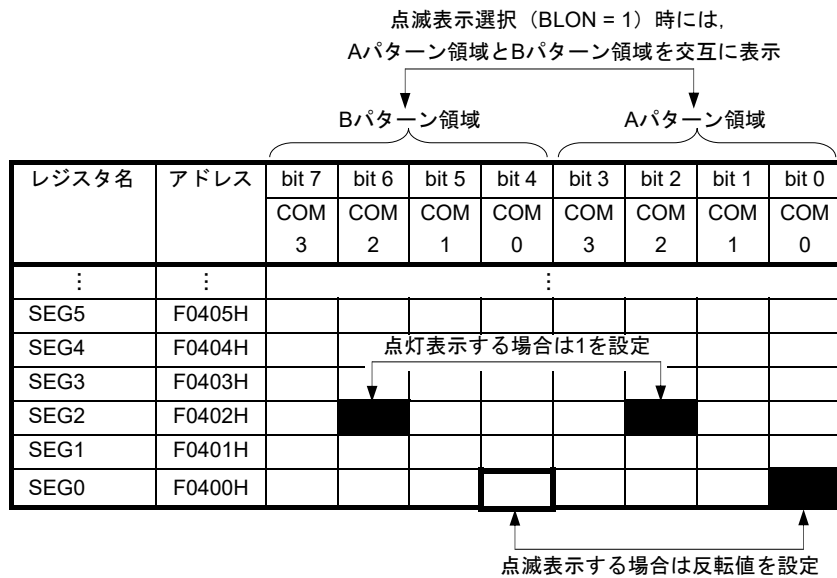 点滅表示選択（BLON = 1）時には,
Aパターン領域とBパターン領域を交互に表示
Bパターン領域 Aパターン領域
レジスタ名 アドレス bit 7 bit 6 bit 5 bit 4 bit 3 bit 2 bit 1 bit 0
COM COM COM COM COM COM COM COM
3 2 1 0 3 2 1 0
⋮ ⋮ ⋮
SEG5 F0405H
SEG4 F0404H
点灯表示する場合は1を設定
SEG3 F0403H
SEG2 F0402H
SEG1 F0401H
SEG0 F0400H
点滅表示する場合は反転値を設定